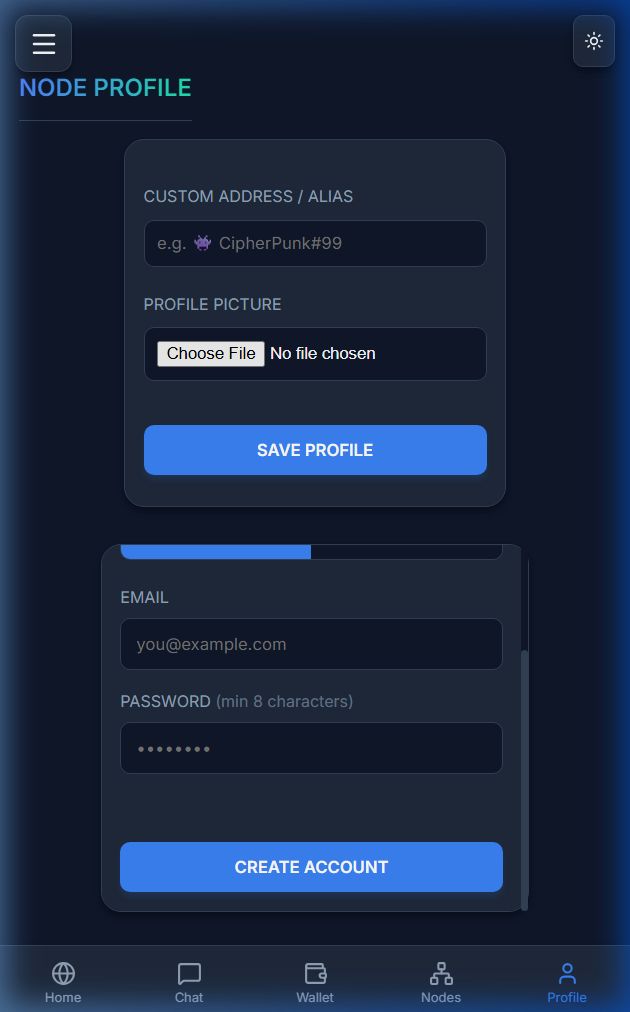 NODE PROFILE
CUSTOM ADDRESS / ALIAS
e.g. 👾 CipherPunk#99
PROFILE PICTURE
Choose File No file chosen
SAVE PROFILE
EMAIL
you@example.com
PASSWORD (min 8 characters)
••••••••
CREATE ACCOUNT
Home Chat Wallet Nodes Profile